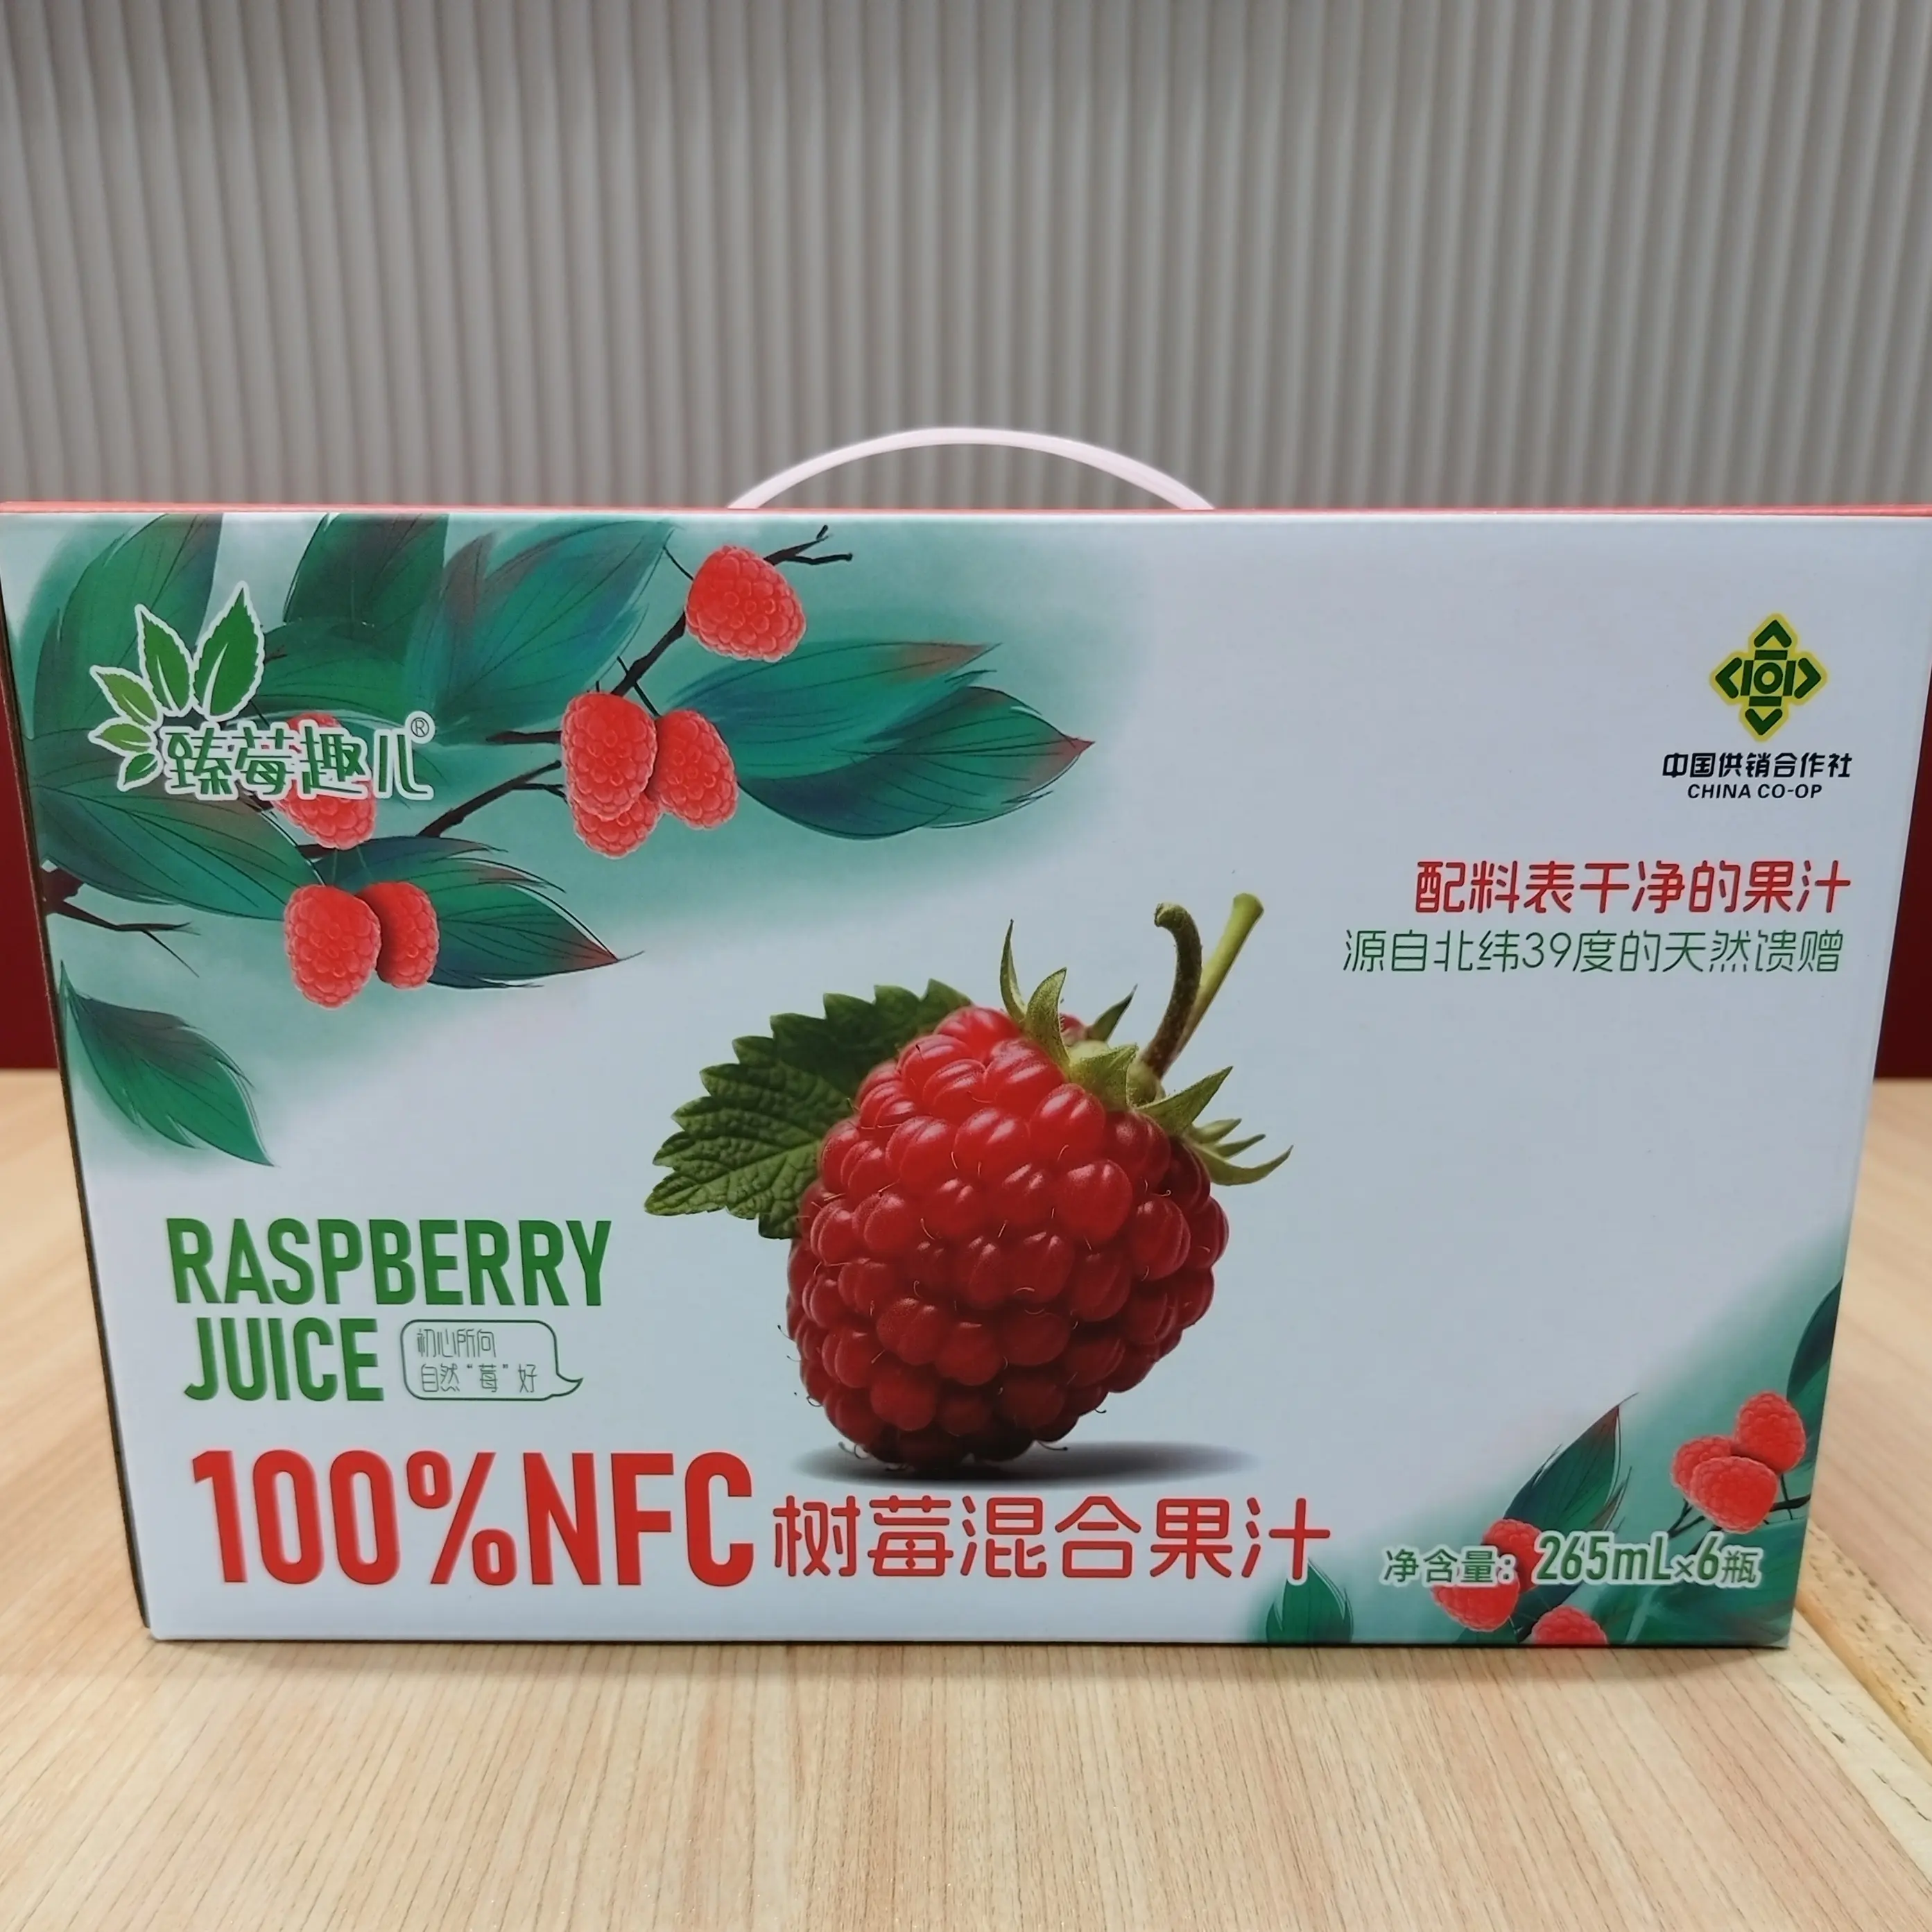 臻莓趣儿®
中国供销合作社
CHINA CO-OP
配料表干净的果汁
源自北纬39度的天然馈赠
RASPBERRY
JUICE
初心所向
自然“莓”好
100%NFC树莓混合果汁
净含量：265mL×6瓶